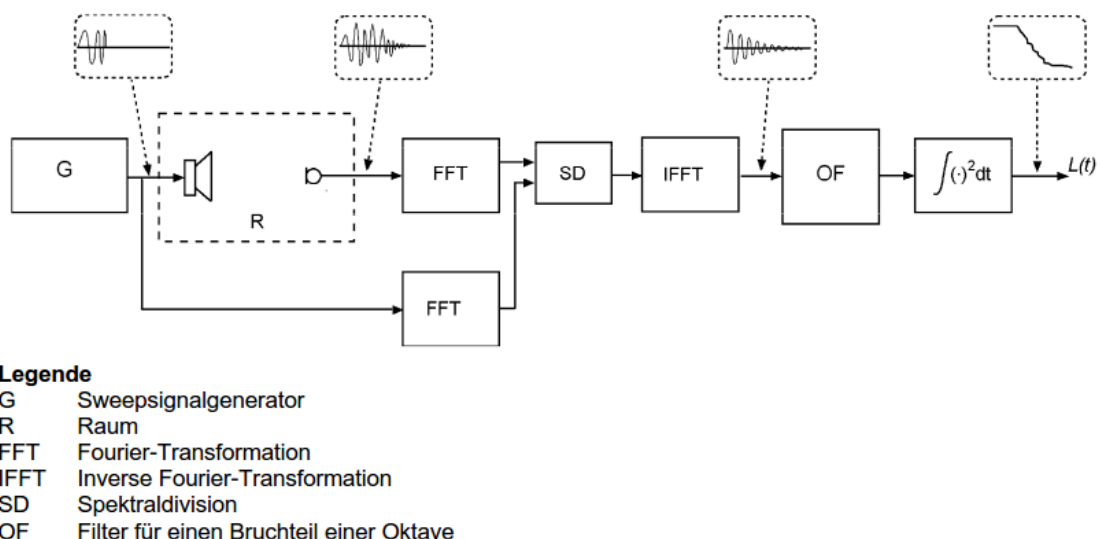 G
R
FFT
SD
IFFT
OF
∫(·)²dt
L(t)
FFT
Legende
G Sweepsignalgenerator
R Raum
FFT Fourier-Transformation
IFFT Inverse Fourier-Transformation
SD Spektraldivision
OF Filter für einen Bruchteil einer Oktave